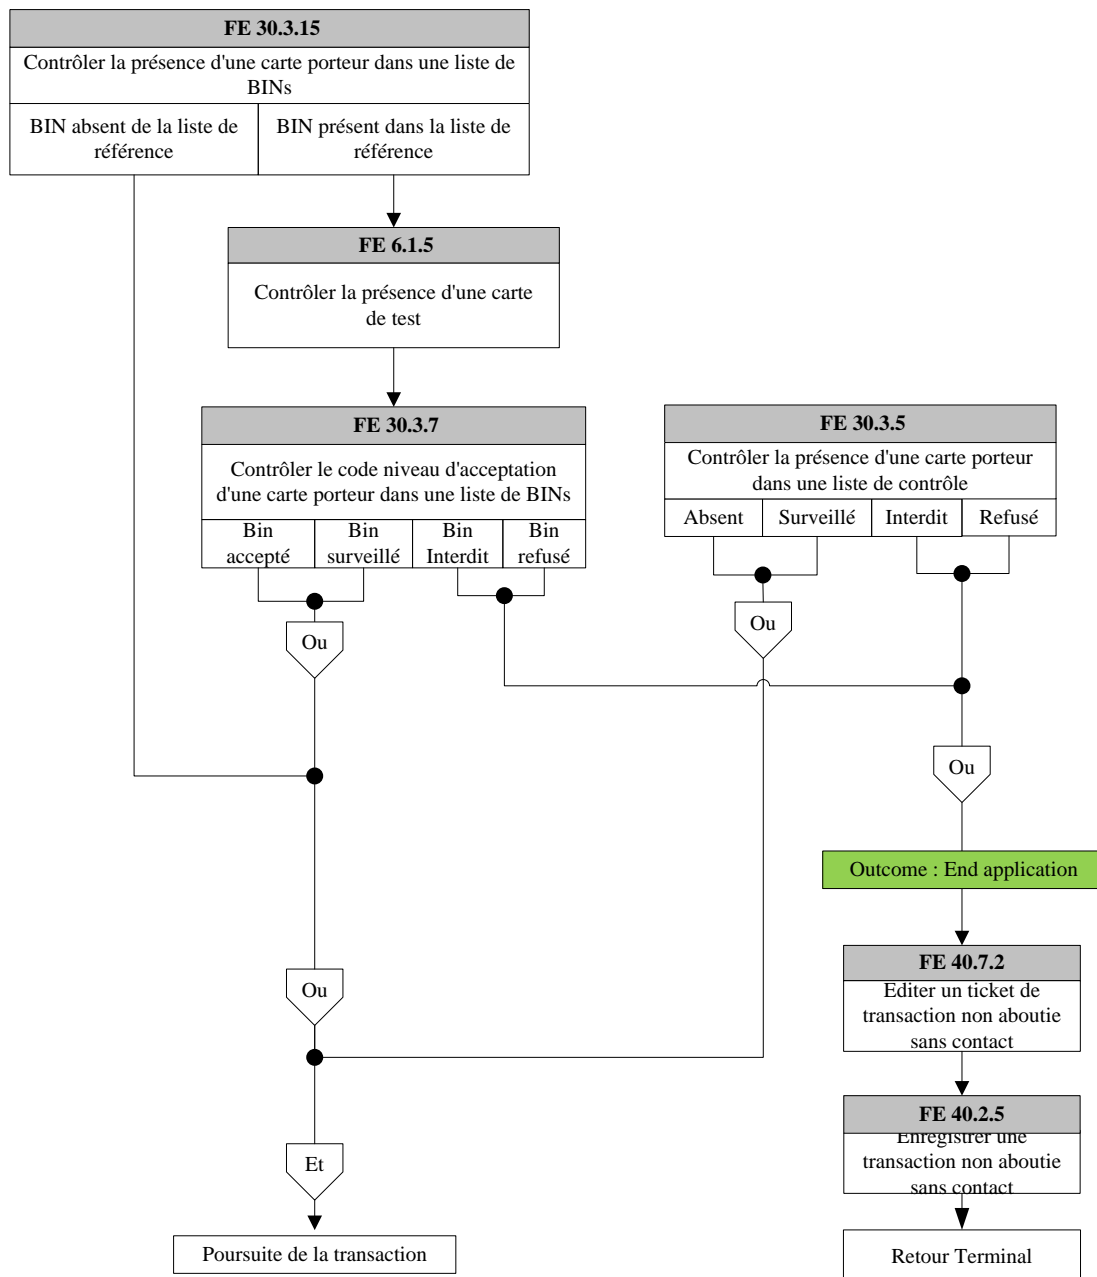 FE 30.3.15
Contrôler la présence d'une carte porteur dans une liste de
BINs
BIN absent de la liste de
référence
BIN présent dans la liste de
référence
FE 6.1.5
Contrôler la présence d'une carte
de test
FE 30.3.7
Contrôler le code niveau d'acceptation
d'une carte porteur dans une liste de BINs
Bin
accepté
Bin
surveillé
Bin
Interdit
Bin
refusé
FE 30.3.5
Contrôler la présence d'une carte porteur
dans une liste de contrôle
Absent
Surveillé
Interdit
Refusé
Ou
Ou
Ou
Outcome : End application
FE 40.7.2
Editer un ticket de
transaction non aboutie
sans contact
Ou
FE 40.2.5
Enregistrer une
transaction non aboutie
sans contact
Et
Poursuite de la transaction
Retour Terminal